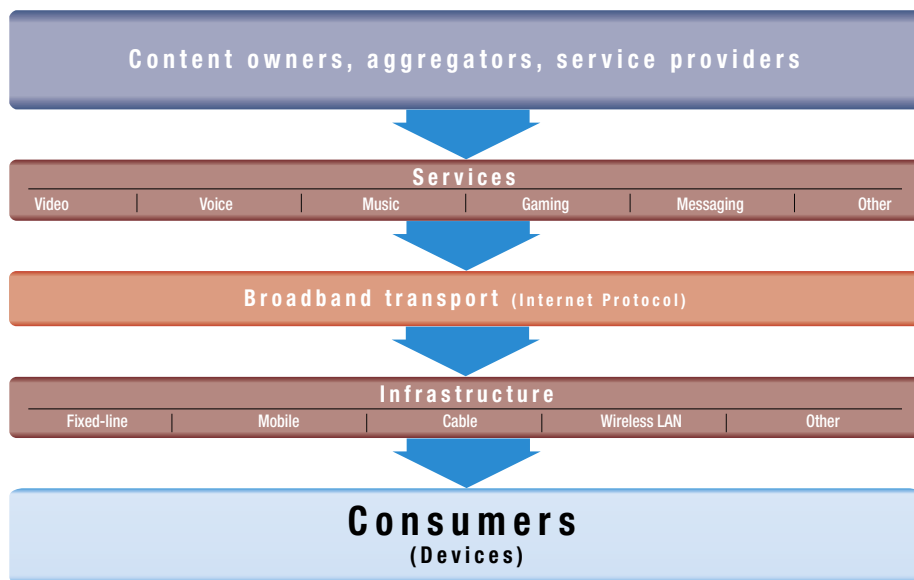 Content owners, aggregators, service providers
Services
Video Voice Music Gaming Messaging Other
Broadband transport (Internet Protocol)
Infrastructure
Fixed-line Mobile Cable Wireless LAN Other
Consumers
(Devices)